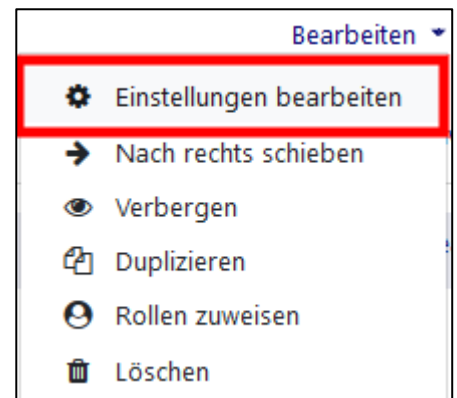 Bearbeiten
Einstellungen bearbeiten
Nach rechts schieben
Verbergen
Duplizieren
Rollen zuweisen
Löschen